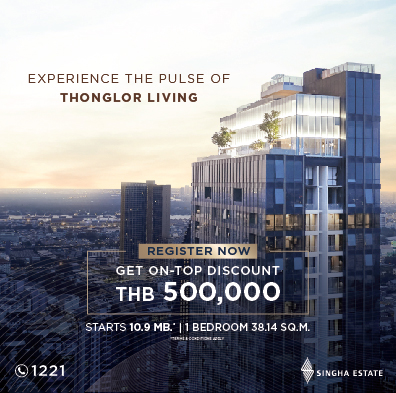 EXPERIENCE THE PULSE OF
THONGLOR LIVING
REGISTER NOW
GET ON-TOP DISCOUNT
THB 500,000
STARTS 10.9 MB.* | 1 BEDROOM 38.14 SQ.M.
*TERMS & CONDITIONS APPLY
1221
SINGHA ESTATE